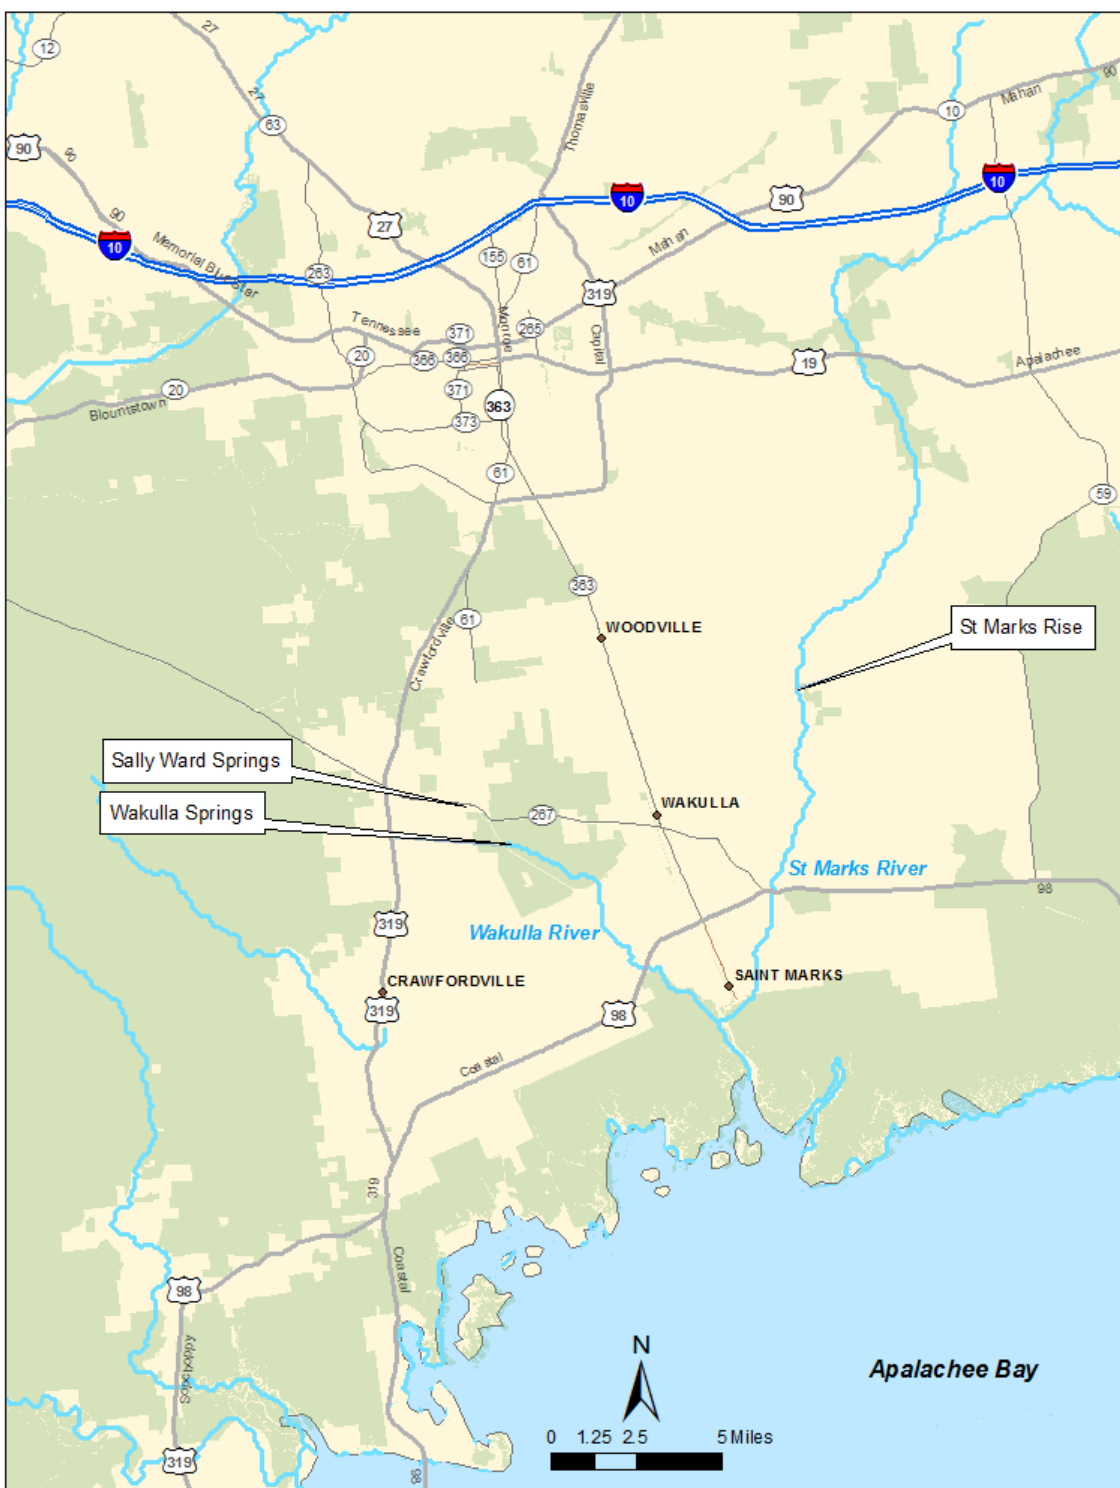 12
27
27
63
90
90
90
10
Memorial Blue Star
263
27
155
61
Thomasville
10
Mahan
90
10
Mahan
90
10
319
Capital
Monroe
Tennessee
371
265
366
366
20
20
Blountstown
371
373
363
61
19
Apalachee
59
363
WOODVILLE
61
Crawfordville
St Marks Rise
Sally Ward Springs
Wakulla Springs
267
WAKULLA
St Marks River
98
Wakulla River
319
CRAWFORDVILLE
319
SAINT MARKS
98
Coastal
319
Coastal
98
Sopchoppy
319
98
N
Apalachee Bay
0 1.25 2.5 5 Miles